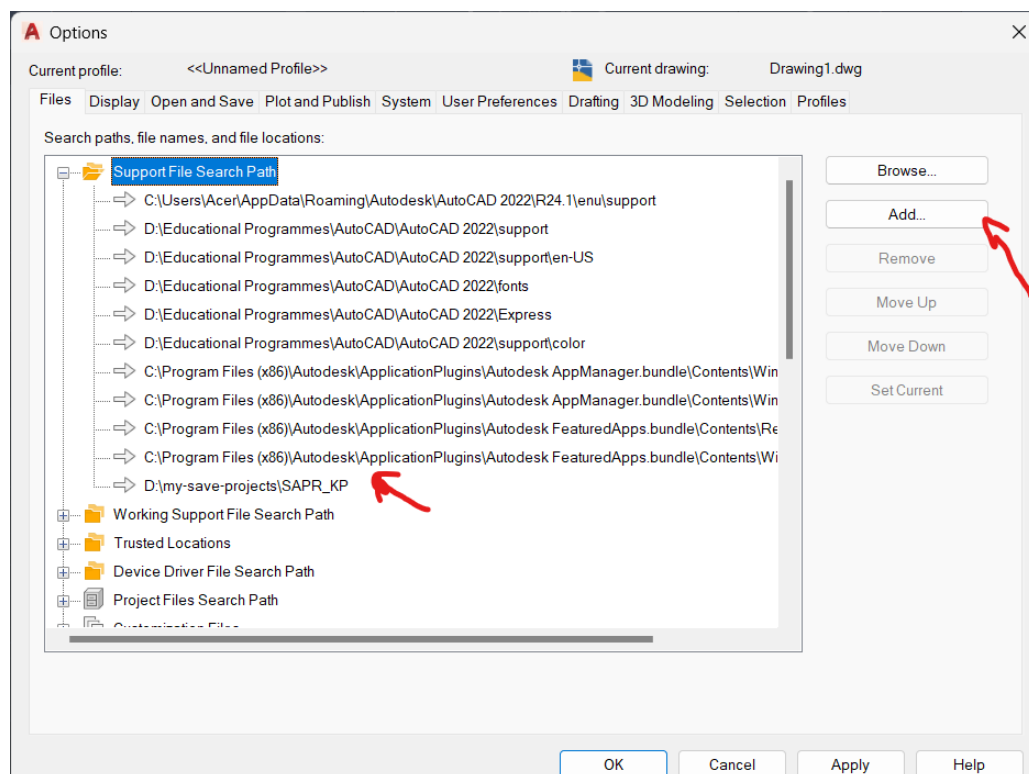 Options
Current profile: <<Unnamed Profile>> Current drawing: Drawing1.dwg
Files Display Open and Save Plot and Publish System User Preferences Drafting 3D Modeling Selection Profiles
Search paths, file names, and file locations:
Support File Search Path
C:\Users\Acer\AppData\Roaming\Autodesk\AutoCAD 2022\R24.1\enu\support
D:\Educational Programmes\AutoCAD\AutoCAD 2022\support
D:\Educational Programmes\AutoCAD\AutoCAD 2022\support\en-US
D:\Educational Programmes\AutoCAD\AutoCAD 2022\fonts
D:\Educational Programmes\AutoCAD\AutoCAD 2022\Express
D:\Educational Programmes\AutoCAD\AutoCAD 2022\support\color
C:\Program Files (x86)\Autodesk\ApplicationPlugins\Autodesk AppManager.bundle\Contents\Win
C:\Program Files (x86)\Autodesk\ApplicationPlugins\Autodesk AppManager.bundle\Contents\Win
C:\Program Files (x86)\Autodesk\ApplicationPlugins\Autodesk FeaturedApps.bundle\Contents\Re
C:\Program Files (x86)\Autodesk\ApplicationPlugins\Autodesk FeaturedApps.bundle\Contents\Wi
D:\my-save-projects\SAPR_KP
Working Support File Search Path
Trusted Locations
Device Driver File Search Path
Project Files Search Path
Customization Files
Browse...
Add...
Remove
Move Up
Move Down
Set Current
OK Cancel Apply Help